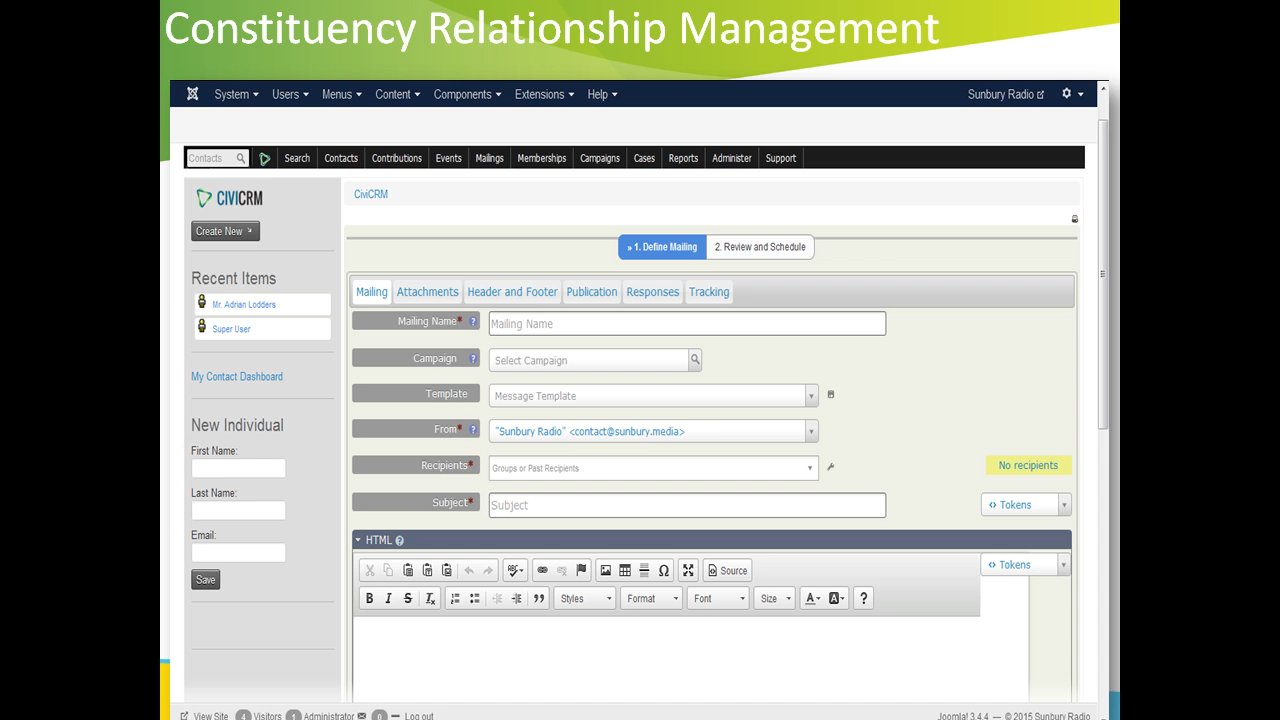 Constituency Relationship Management
System Users Menus Content Components Extensions Help Sunbury Radio
Contacts Search Contacts Contributions Events Mailings Memberships Campaigns Cases Reports Administer Support
CIVICRM
Create New
Recent Items
Mr. Adrian Lodders
Super User
My Contact Dashboard
New Individual
First Name:
Last Name:
Email:
Save
CiviCRM
» 1. Define Mailing 2. Review and Schedule
Mailing Attachments Header and Footer Publication Responses Tracking
Mailing Name* ? Mailing Name
Campaign ? Select Campaign
Template Message Template
From* ? "Sunbury Radio" <contact@sunbury.media>
Recipients* Groups or Past Recipients No recipients
Subject* Subject Tokens
HTML ?
Tokens
ABC Ω Source
B I S Ix Styles Format Font Size A A ?
View Site 4 Visitors 1 Administrator 0 Log out Joomla! 3.4.4 — © 2015 Sunbury Radio